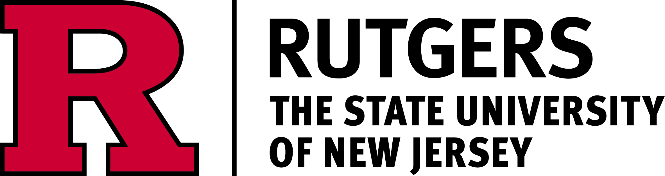 R
RUTGERS
THE STATE UNIVERSITY
OF NEW JERSEY